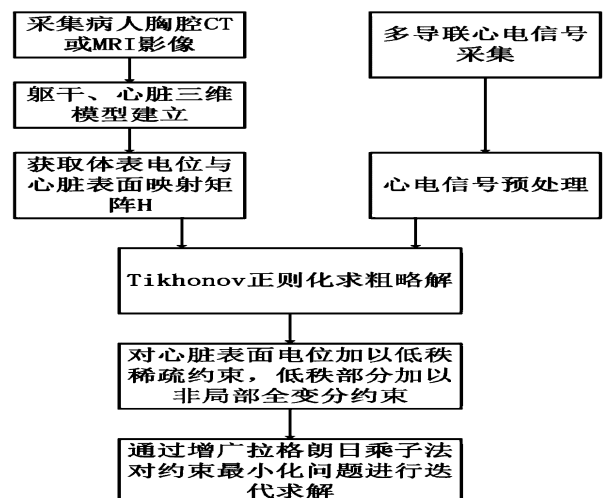 采集病人胸腔CT
或MRI影像
多导联心电信号
采集
躯干、心脏三维
模型建立
获取体表电位与
心脏表面映射矩
阵H
心电信号预处理
Tikhonov正则化求粗略解
对心脏表面电位加以低秩
稀疏约束，低秩部分加以
非局部全变分约束
通过增广拉格朗日乘子法
对约束最小化问题进行迭
代求解